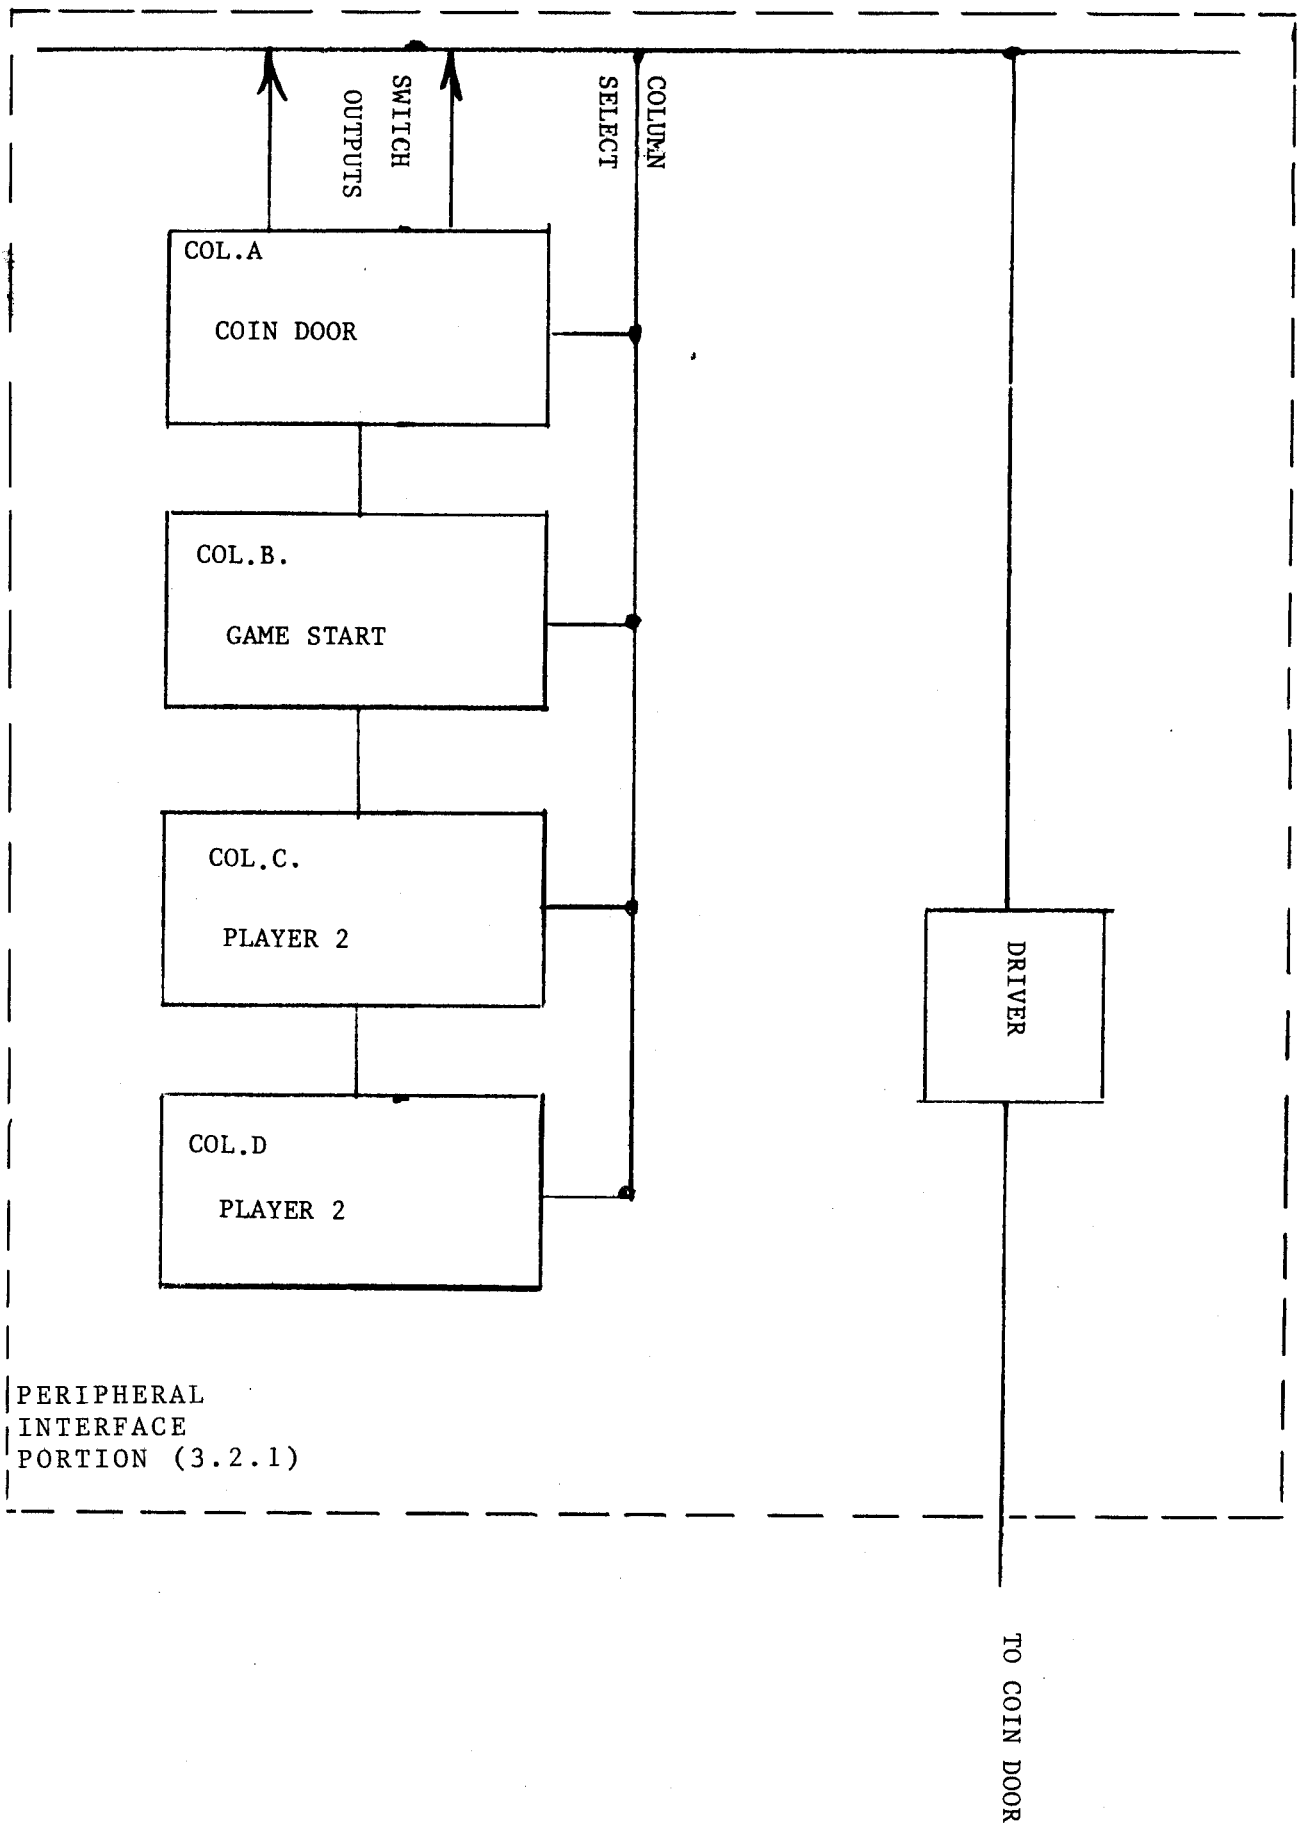 SWITCH
OUTPUTS
COLUMN
SELECT
COL.A
COIN DOOR
COL.B.
GAME START
COL.C.
PLAYER 2
COL.D
PLAYER 2
DRIVER
PERIPHERAL
INTERFACE
PORTION (3.2.1)
TO COIN DOOR